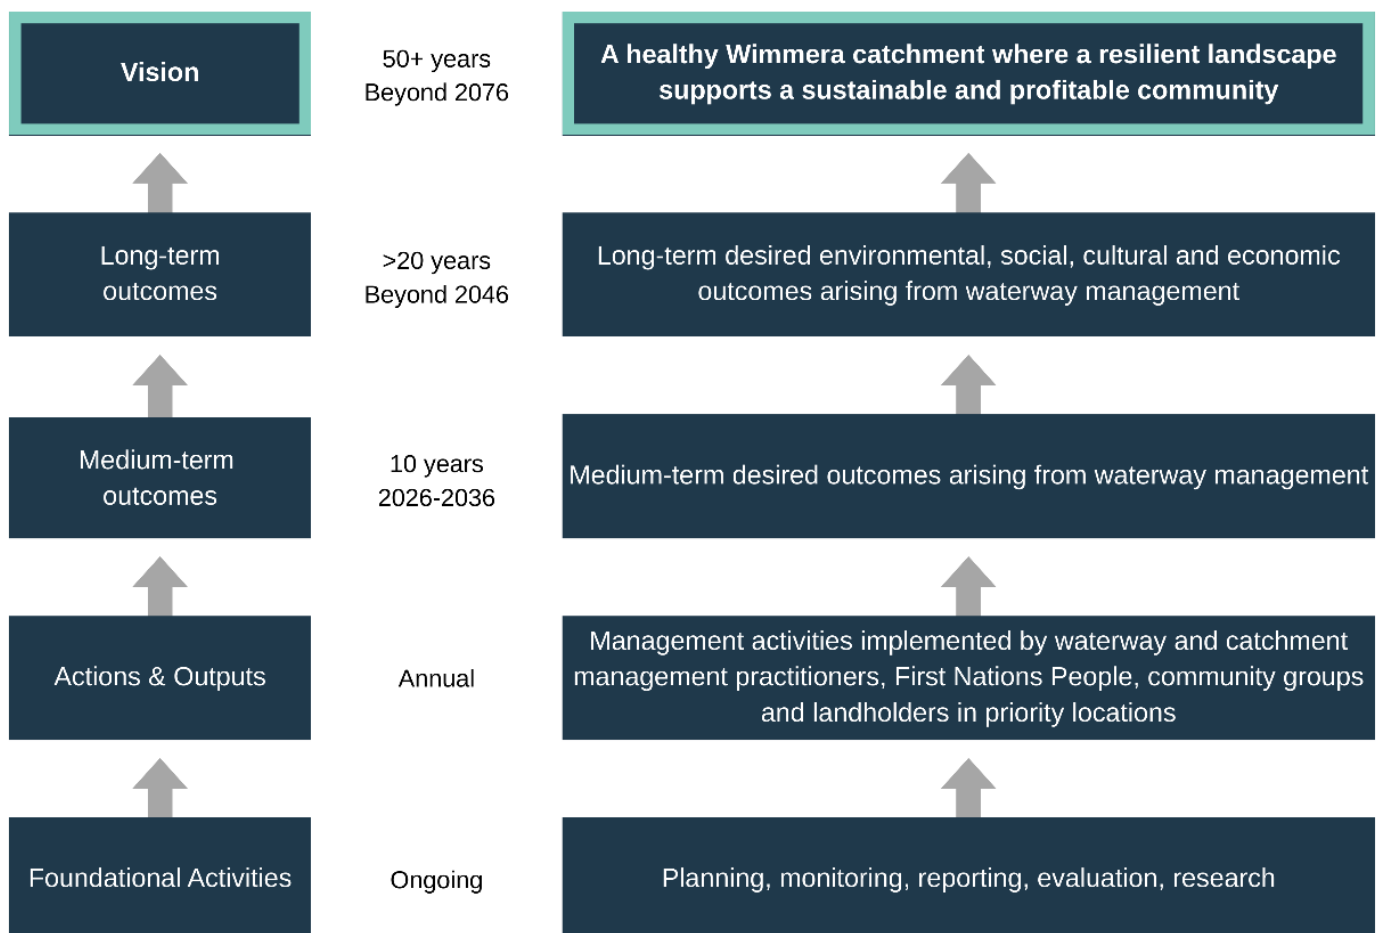 Vision
50+ years
Beyond 2076
A healthy Wimmera catchment where a resilient landscape
supports a sustainable and profitable community
Long-term
outcomes
>20 years
Beyond 2046
Long-term desired environmental, social, cultural and economic
outcomes arising from waterway management
Medium-term
outcomes
10 years
2026-2036
Medium-term desired outcomes arising from waterway management
Actions & Outputs
Annual
Management activities implemented by waterway and catchment
management practitioners, First Nations People, community groups
and landholders in priority locations
Foundational Activities
Ongoing
Planning, monitoring, reporting, evaluation, research